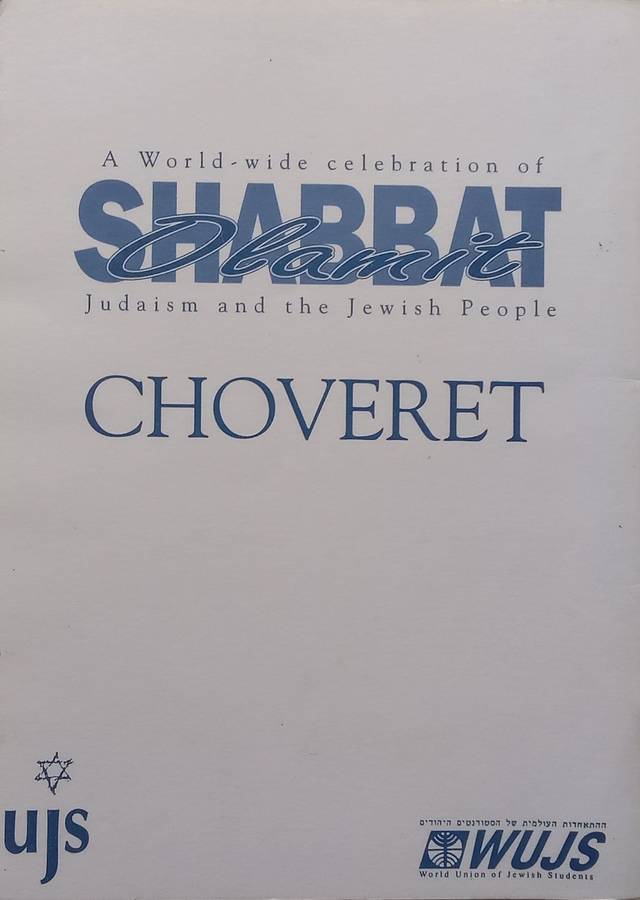 A World-wide celebration of
SHABBAT
Olamit
Judaism and the Jewish People
CHOVERET
ujs
ההתאחדות העולמית של הסטודנטים היהודים
WUJS
World Union of Jewish Students